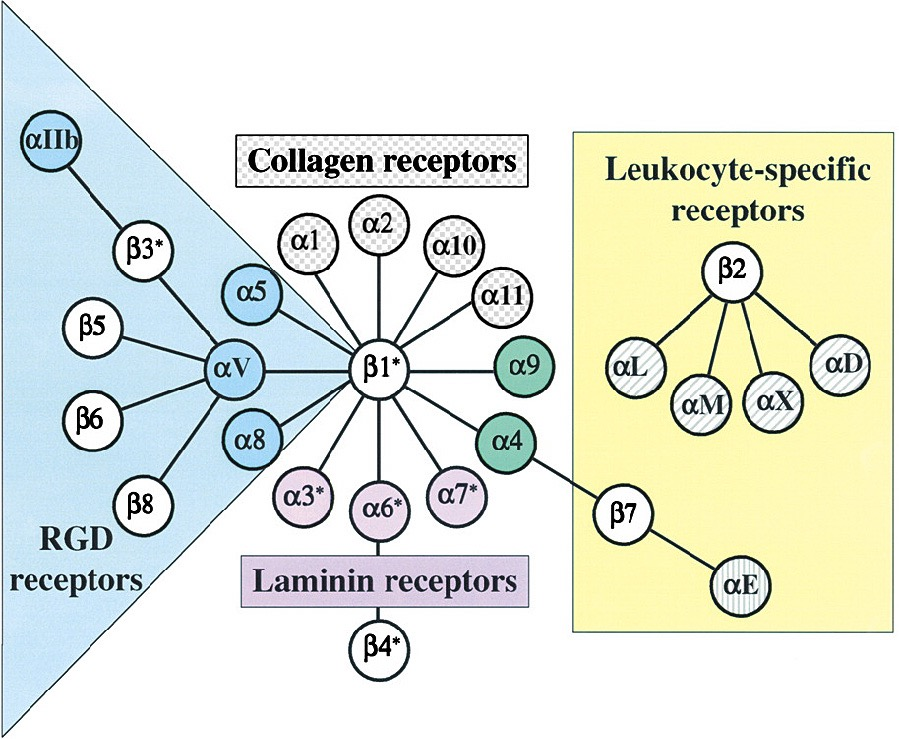 αIIb
β3*
β5
αV
β6
β8
RGD
receptors
α5
α8
Collagen receptors
α1
α2
α10
α11
β1*
α9
α4
α3*
α6*
α7*
Laminin receptors
β4*
Leukocyte-specific
receptors
β2
αL
αM
αX
αD
β7
αE